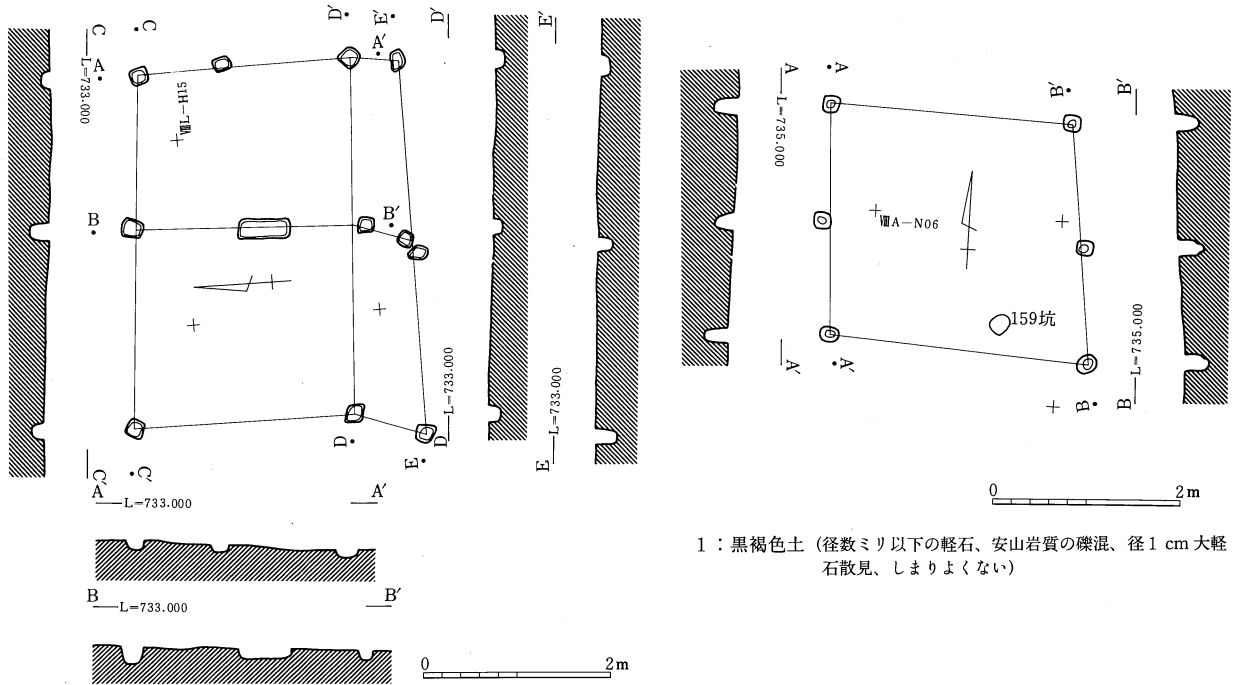 C
C
L=733.000
A
D′
E′
A′
D′
E′
ⅧL-H15
B
B′
L=733.000
L=733.000
D
D
E
E
C′
C′
A
L=733.000
A′
B
L=733.000
B′
0
2m
A
A
L=735.000
B′
B′
ⅧA-N06
159坑
L=735.000
A′
A′
B
B
0
2m
1:黒褐色土(径数ミリ以下の軽石、安山岩質の礫混、径1cm大軽
石散見、しまりよくない)